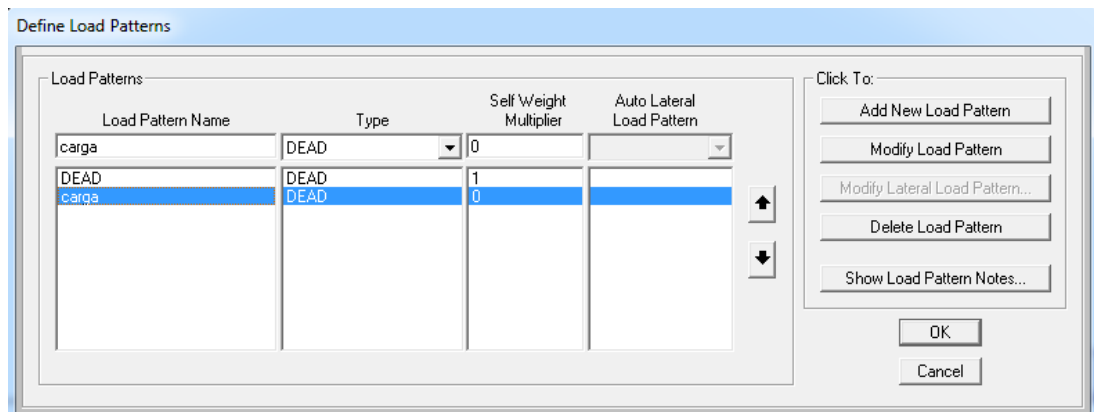 Define Load Patterns
Load Patterns
Load Pattern Name
Type
Self Weight
Multiplier
Auto Lateral
Load Pattern
carga
DEAD
0
DEAD
DEAD
1
carga
DEAD
0
Click To:
Add New Load Pattern
Modify Load Pattern
Modify Lateral Load Pattern...
Delete Load Pattern
Show Load Pattern Notes...
OK
Cancel